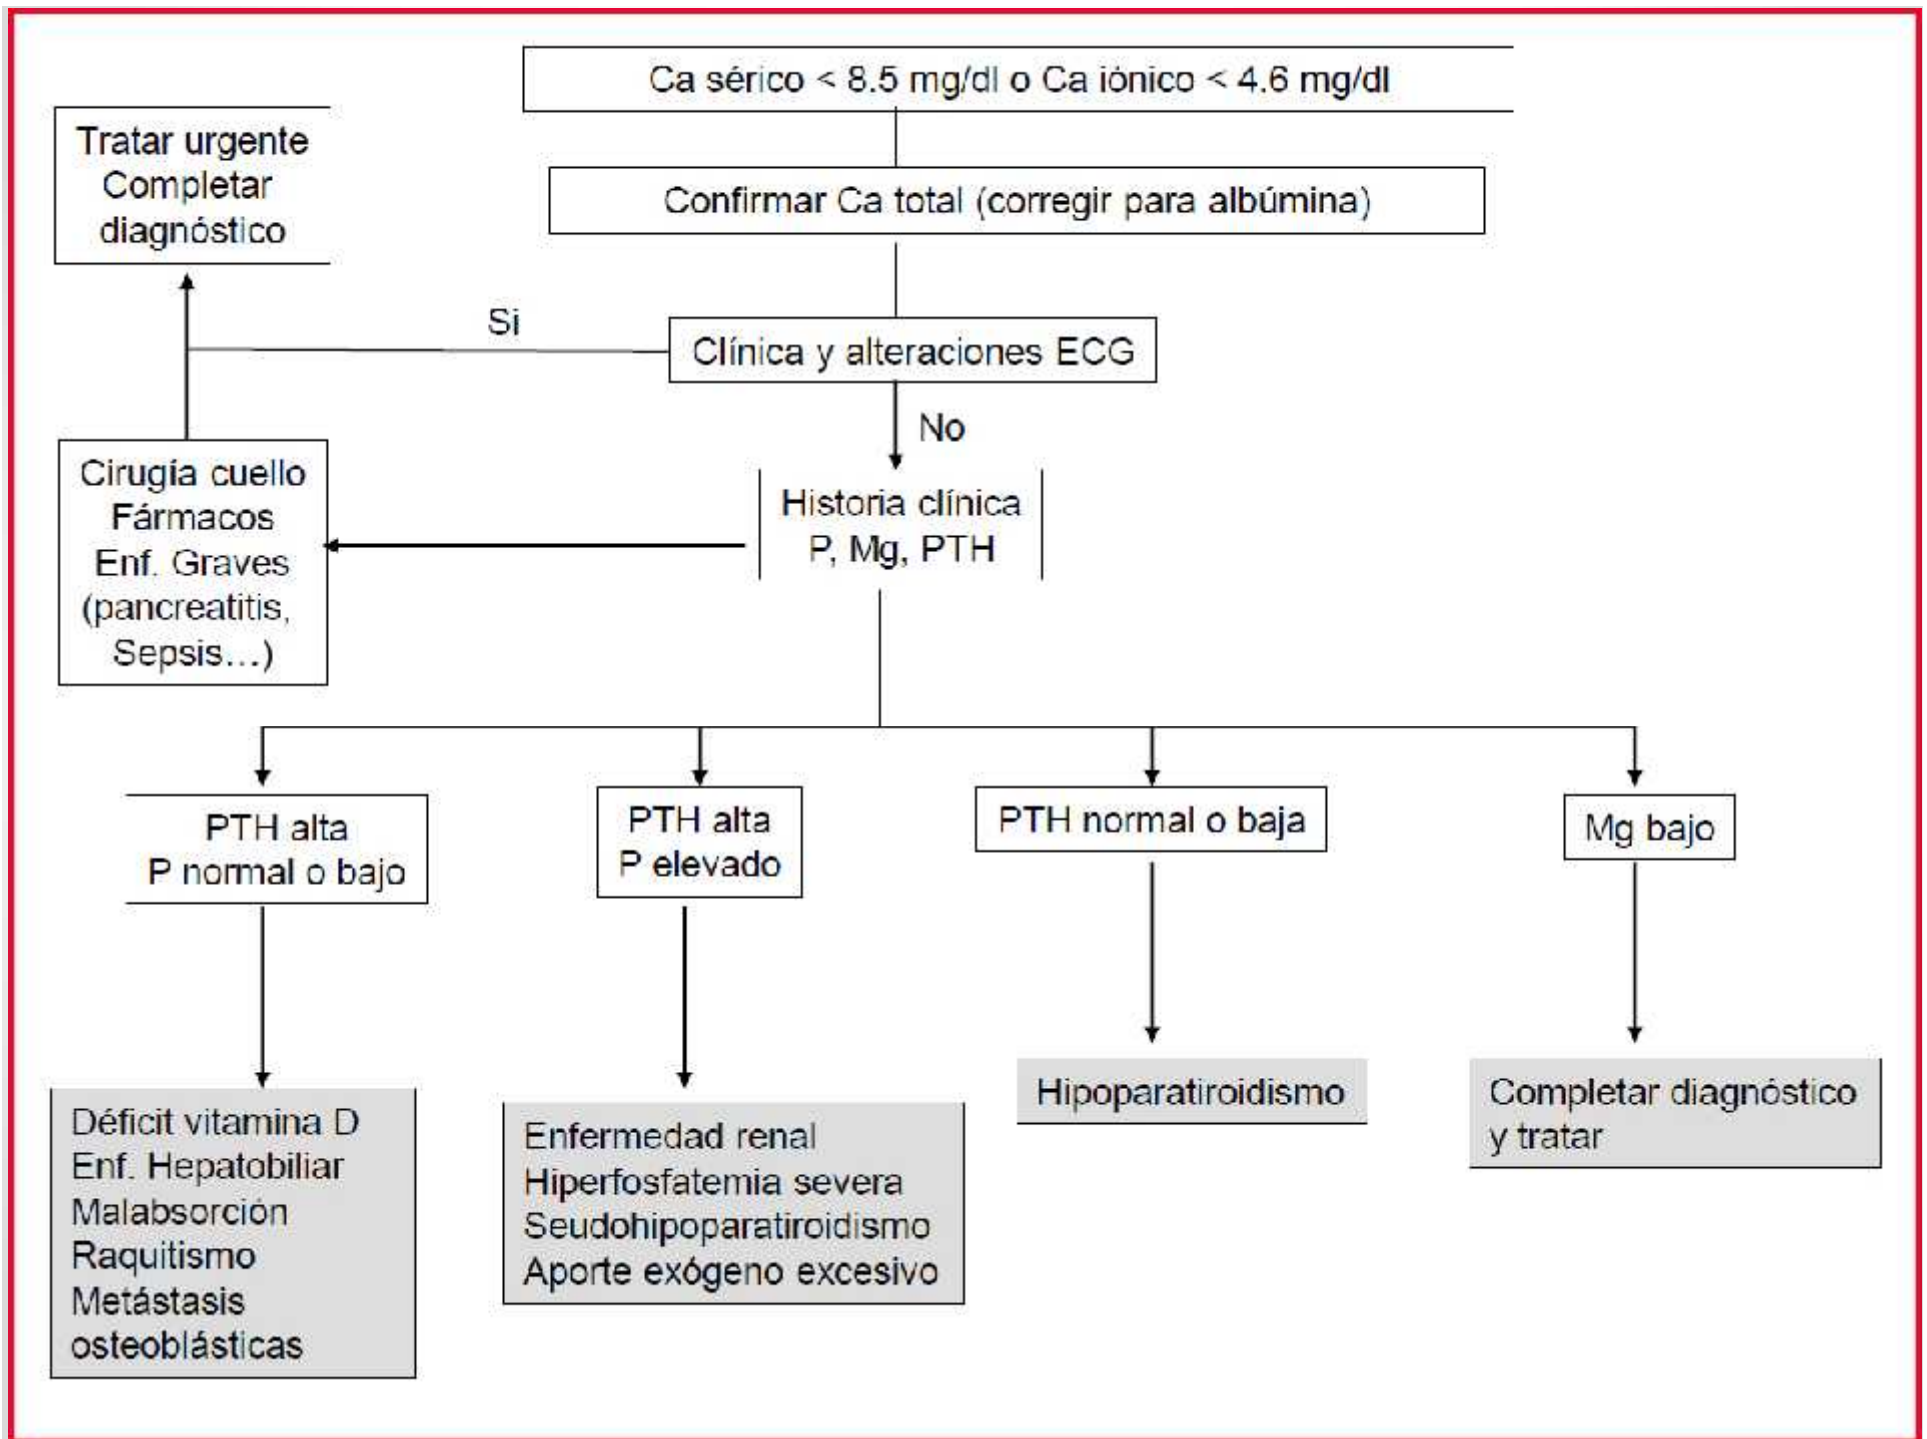 Ca sérico < 8.5 mg/dl o Ca iónico < 4.6 mg/dl
Tratar urgente
Completar
diagnóstico
Confirmar Ca total (corregir para albúmina)
Si
Clínica y alteraciones ECG
No
Cirugía cuello
Fármacos
Enf. Graves
(pancreatitis,
Sepsis...)
Historia clínica
P, Mg, PTH
PTH alta
P normal o bajo
PTH alta
P elevado
PTH normal o baja
Mg bajo
Déficit vitamina D
Enf. Hepatobiliar
Malabsorción
Raquitismo
Metástasis
osteoblásticas
Enfermedad renal
Hiperfosfatemia severa
Seudohipoparatiroidismo
Aporte exógeno excesivo
Hipoparatiroidismo
Completar diagnóstico
y tratar